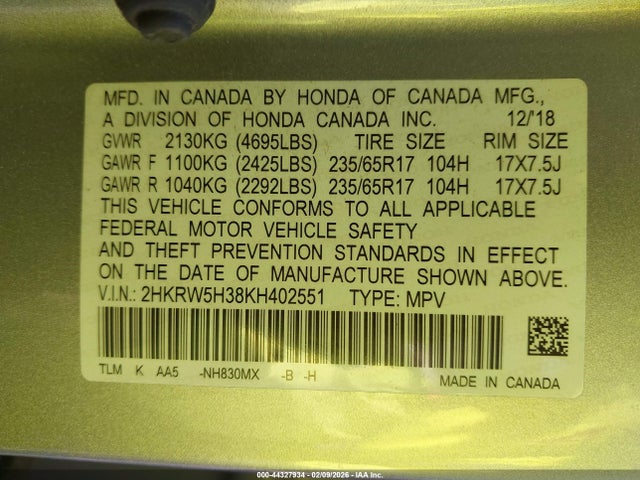 MFD. IN CANADA BY HONDA OF CANADA MFG.,
A DIVISION OF HONDA CANADA INC. 12/'18
GVWR 2130KG (4695LBS) TIRE SIZE RIM SIZE
GAWR F 1100KG (2425LBS) 235/65R17 104H 17X7.5J
GAWR R 1040KG (2292LBS) 235/65R17 104H 17X7.5J
THIS VEHICLE CONFORMS TO ALL APPLICABLE
FEDERAL MOTOR VEHICLE SAFETY
AND THEFT PREVENTION STANDARDS IN EFFECT
ON THE DATE OF MANUFACTURE SHOWN ABOVE.
V.I.N.: 2HKRW5H38KH402551 TYPE: MPV
TLM K AA5 -NH830MX -B -H
MADE IN CANADA
000-44327934 - 02/09/2026 - IAA Inc.